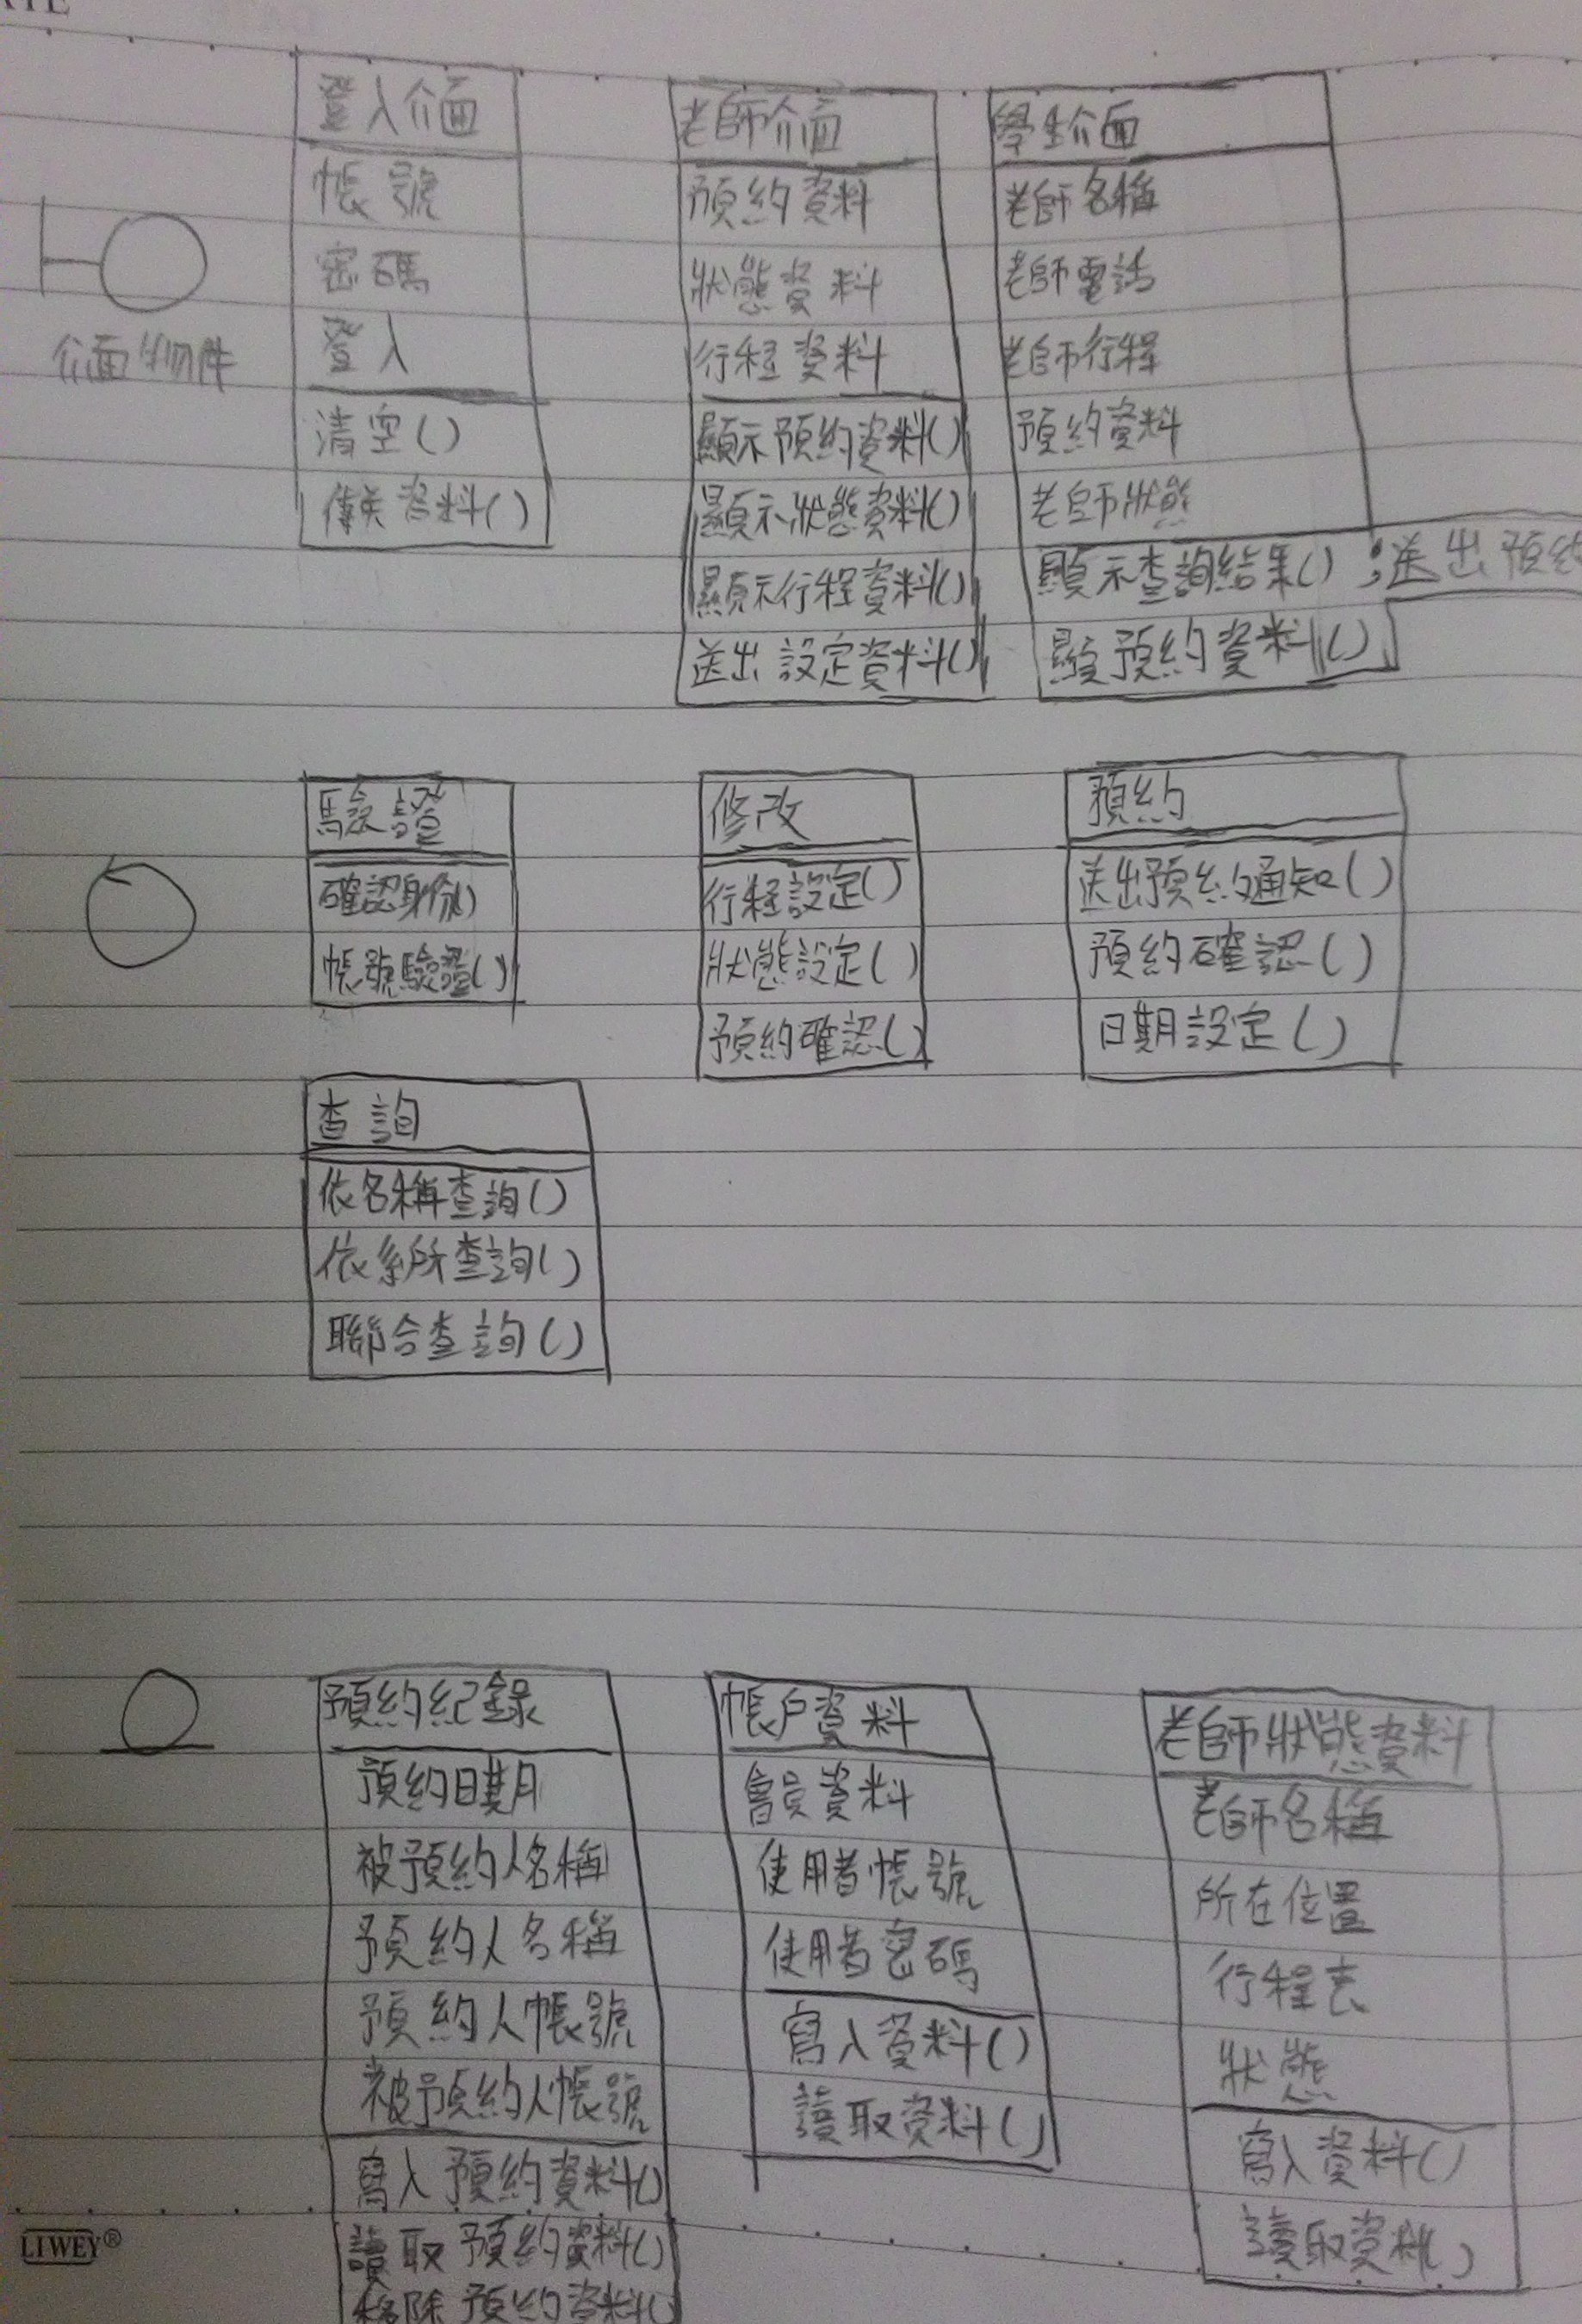 登入介面
帳號
密碼
登入
清空()
資料()
老師介面
預約資料
狀態資料
行程資料
顯示預約資料()
顯示狀態資料()
顯示行程資料()
送出設定資料()
學生介面
老師名稱
老師電話
老師行程
預約資料
老師狀態
顯示查詢結果() ; 送出預約
顯預約資料()
介面物件
驗證
確認身份()
帳號驗證()
修改
行程設定()
狀態設定()
預約確認()
預約
送出預約通知()
預約確認()
日期設定()
查詢
依名稱查詢()
依系所查詢()
聯合查詢()
預約紀錄
預約日期
被預約人名稱
預約人名稱
預約人帳號
被預約人帳號
寫入預約資料()
讀取預約資料()
移除預約資料()
帳戶資料
會員資料
使用者帳號
使用者密碼
寫入資料()
讀取資料()
老師狀態資料
老師名稱
所在位置
行程表
狀態
寫入資料()
讀取資料()
LIWEY®